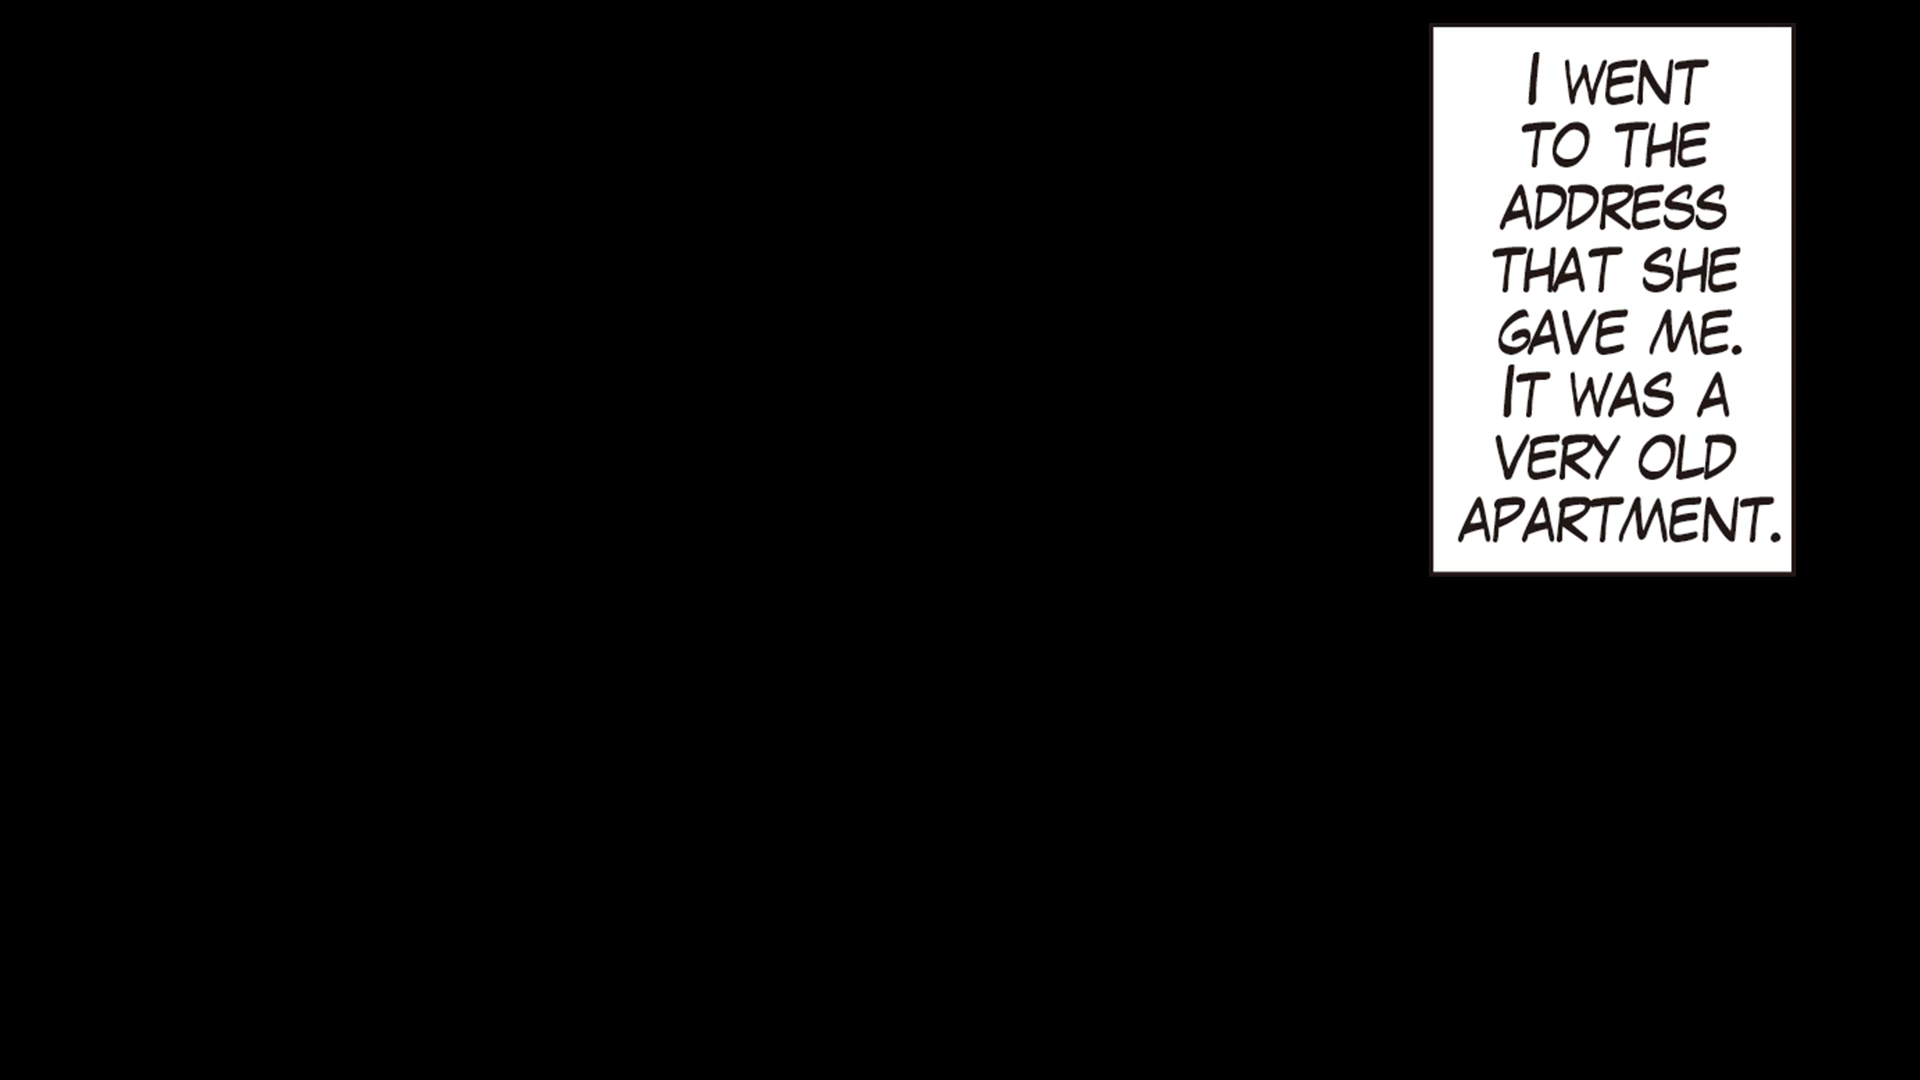 I WENT
TO THE
ADDRESS
THAT SHE
GAVE ME.
IT WAS A
VERY OLD
APARTMENT.